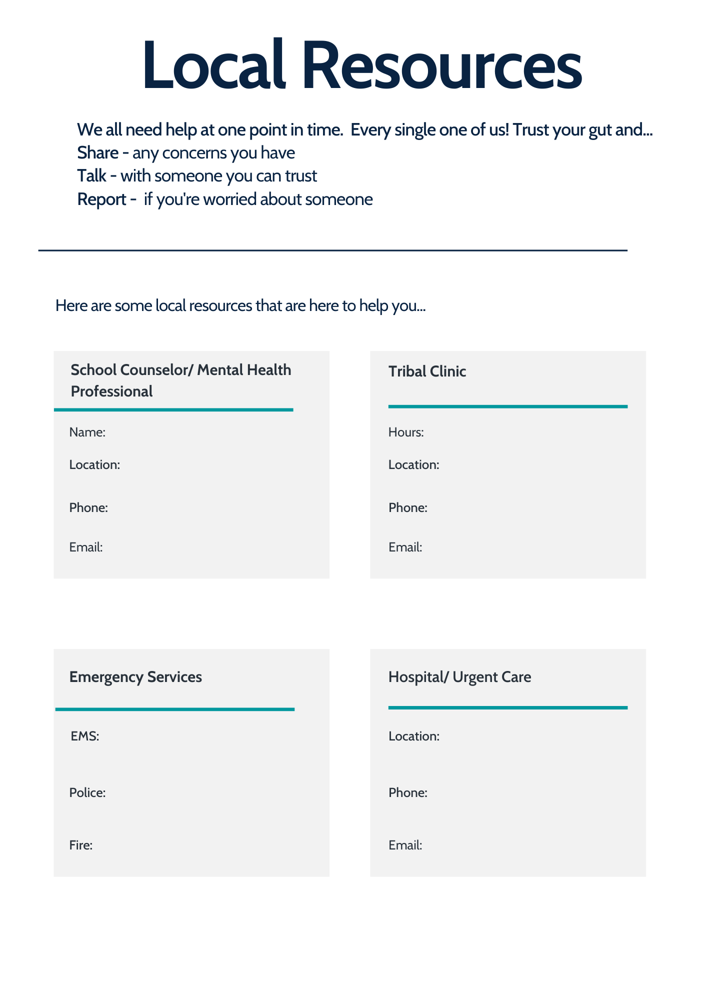 Local Resources
We all need help at one point in time.  Every single one of us! Trust your gut and...
Share - any concerns you have
Talk - with someone you can trust
Report -  if you're worried about someone
Here are some local resources that are here to help you...
School Counselor/ Mental Health
Professional
Name:
Location:
Phone:
Email:
Tribal Clinic
Hours:
Location:
Phone:
Email:
Emergency Services
EMS:
Police:
Fire:
Hospital/ Urgent Care
Location:
Phone:
Email: